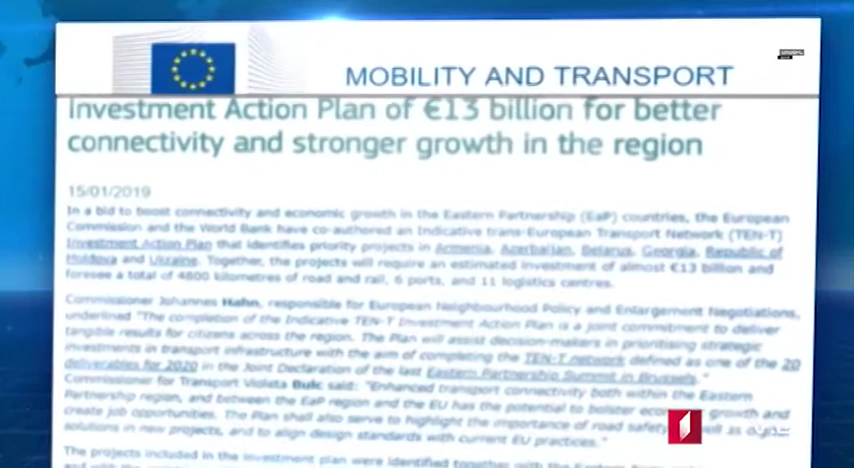 MOBILITY AND TRANSPORT
Investment Action Plan of €13 billion for better
connectivity and stronger growth in the region
15/01/2019
In a bid to boost connectivity and economic growth in the Eastern Partnership (EaP) countries, the European
Commission and the World Bank have co-authored an Indicative trans-European Transport Network (TEN-T)
Investment Action Plan that identifies priority projects in Armenia, Azerbaijan, Belarus, Georgia, Republic of
Moldova and Ukraine. Together, the projects will require an estimated investment of almost €13 billion and
foresee a total of 4800 kilometres of road and rail, 6 ports, and 11 logistics centres.
Commissioner Johannes Hahn, responsible for European Neighbourhood Policy and Enlargement Negotiations,
underlined "The completion of the Indicative TEN-T Investment Action Plan is a joint commitment to deliver
tangible results for citizens across the region. The Plan will assist decision-makers in prioritising strategic
investments in transport infrastructure with the aim of completing the TEN-T network defined as one of the 20
deliverables for 2020 in the Joint Declaration of the last Eastern Partnership Summit in Brussels."
Commissioner for Transport Violeta Bulc said: "Enhanced transport connectivity both within the Eastern
Partnership region, and between the EaP region and the EU has the potential to bolster growth and
create job opportunities. The Plan shall also serve to highlight the importance of road safety as
solutions in new projects, and to align design standards with current EU practices."
The projects included in the investment plan were identified together with the Eastern